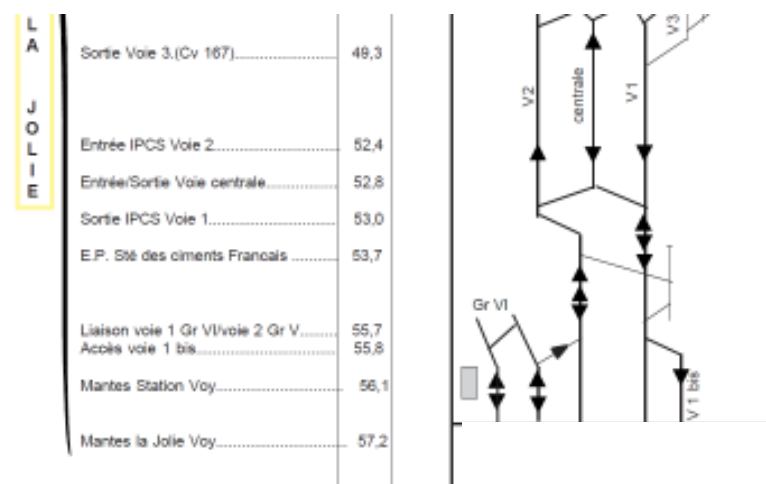 LA JOLIE
Sortie Voie 3.(Cv 167) 49,3
Entrée IPCS Voie 2 52,4
Entrée/Sortie Voie centrale 52,8
Sortie IPCS Voie 1 53,0
E.P. Sté des ciments Francais 53,7
Liaison voie 1 Gr VI/voie 2 Gr V 55,7
Accès voie 1 bis 55,8
Mantes Station Voy 56,1
Mantes la Jolie Voy 57,2
V2
centrale
V1
V3
Gr VI
V 1 bis